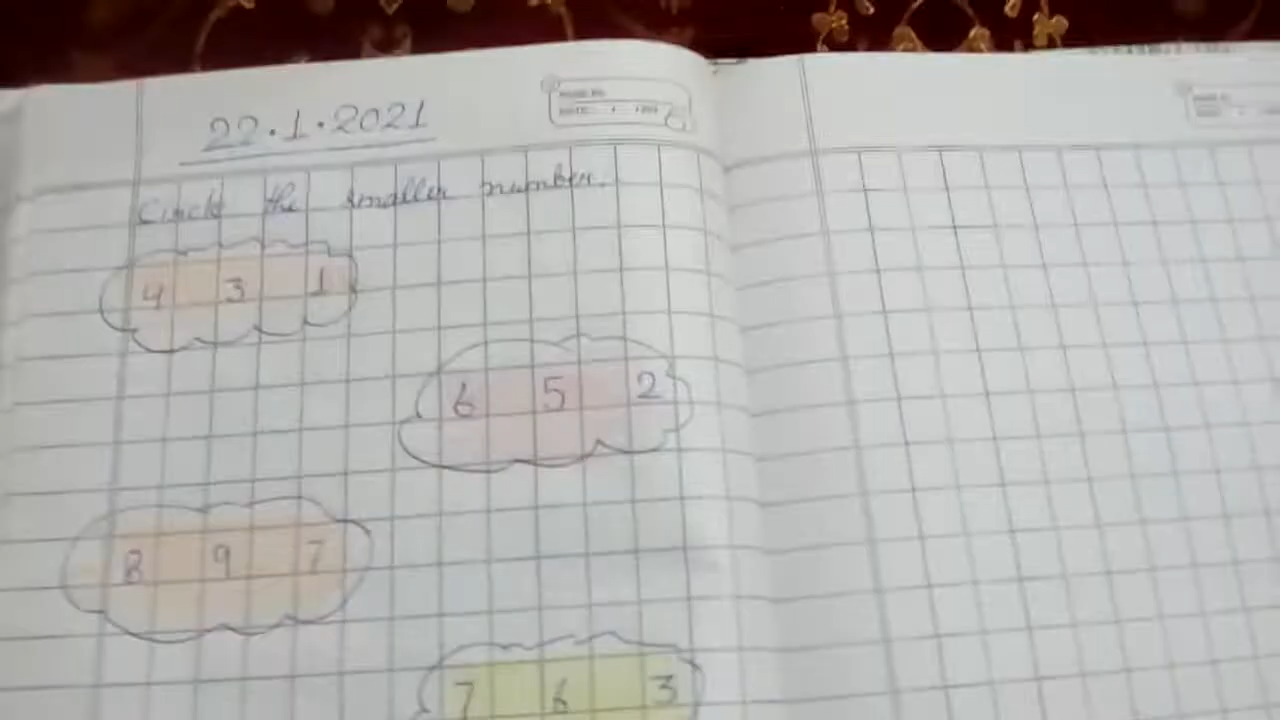 22.1.2021
Circle the smaller number.
4 3 1
6 5 2
8 9 7
7 6 3